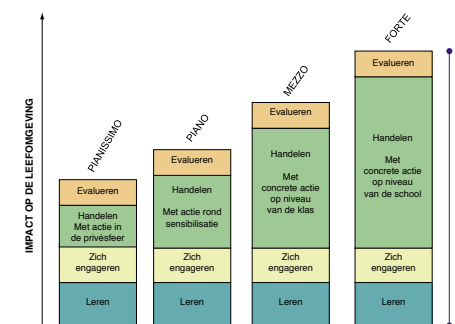 IMPACT OP DE LEEFOMGEVING
PIANISSIMO
Evalueren
Handelen
Met actie in
de privésfeer
Zich
engageren
Leren
PIANO
Evalueren
Handelen
Met actie rond
sensibilisatie
Zich
engageren
Leren
MEZZO
Evalueren
Handelen
Met
concrete actie
op niveau
van de klas
Zich
engageren
Leren
FORTE
Evalueren
Handelen
Met
concrete actie
op niveau
van de school
Zich
engageren
Leren